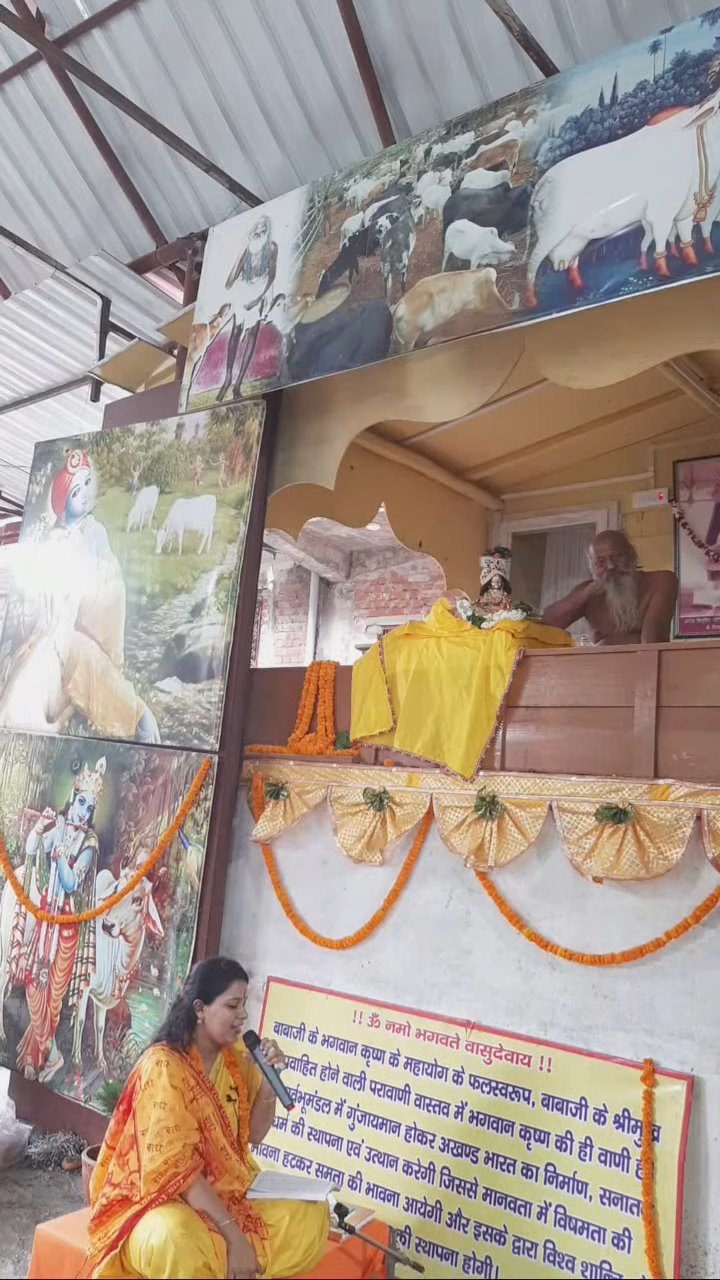 !! ॐ नमो भगवते वासुदेवाय !!
बाबाजी के भगवान कृष्ण के महायोग के फलस्वरूप, बाबाजी के श्रीमुख
प्रवाहित होने वाली परावाणी वास्तव में भगवान कृष्ण की ही वाणी है
र्वभूमंडल में गुंजायमान होकर अखण्ड भारत का निर्माण, सनात
धर्म की स्थापना एवं उत्थान करेगी जिससे मानवता में विषमता की
भावना हटकर समता की भावना आयेगी और इसके द्वारा विश्व शान्ति
की स्थापना होगी।